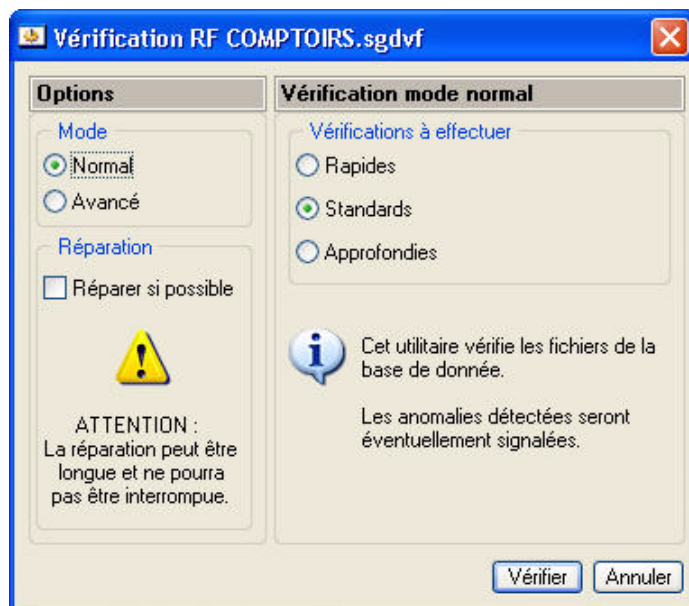 Vérification RF COMPTOIRS.sgdvf
Options
Mode
Normal
Avancé
Réparation
Réparer si possible
ATTENTION :
La réparation peut être
longue et ne pourra
pas être interrompue.
Vérification mode normal
Vérifications à effectuer
Rapides
Standards
Approfondies
Cet utilitaire vérifie les fichiers de la
base de donnée.
Les anomalies détectées seront
éventuellement signalées.
Vérifier
Annuler